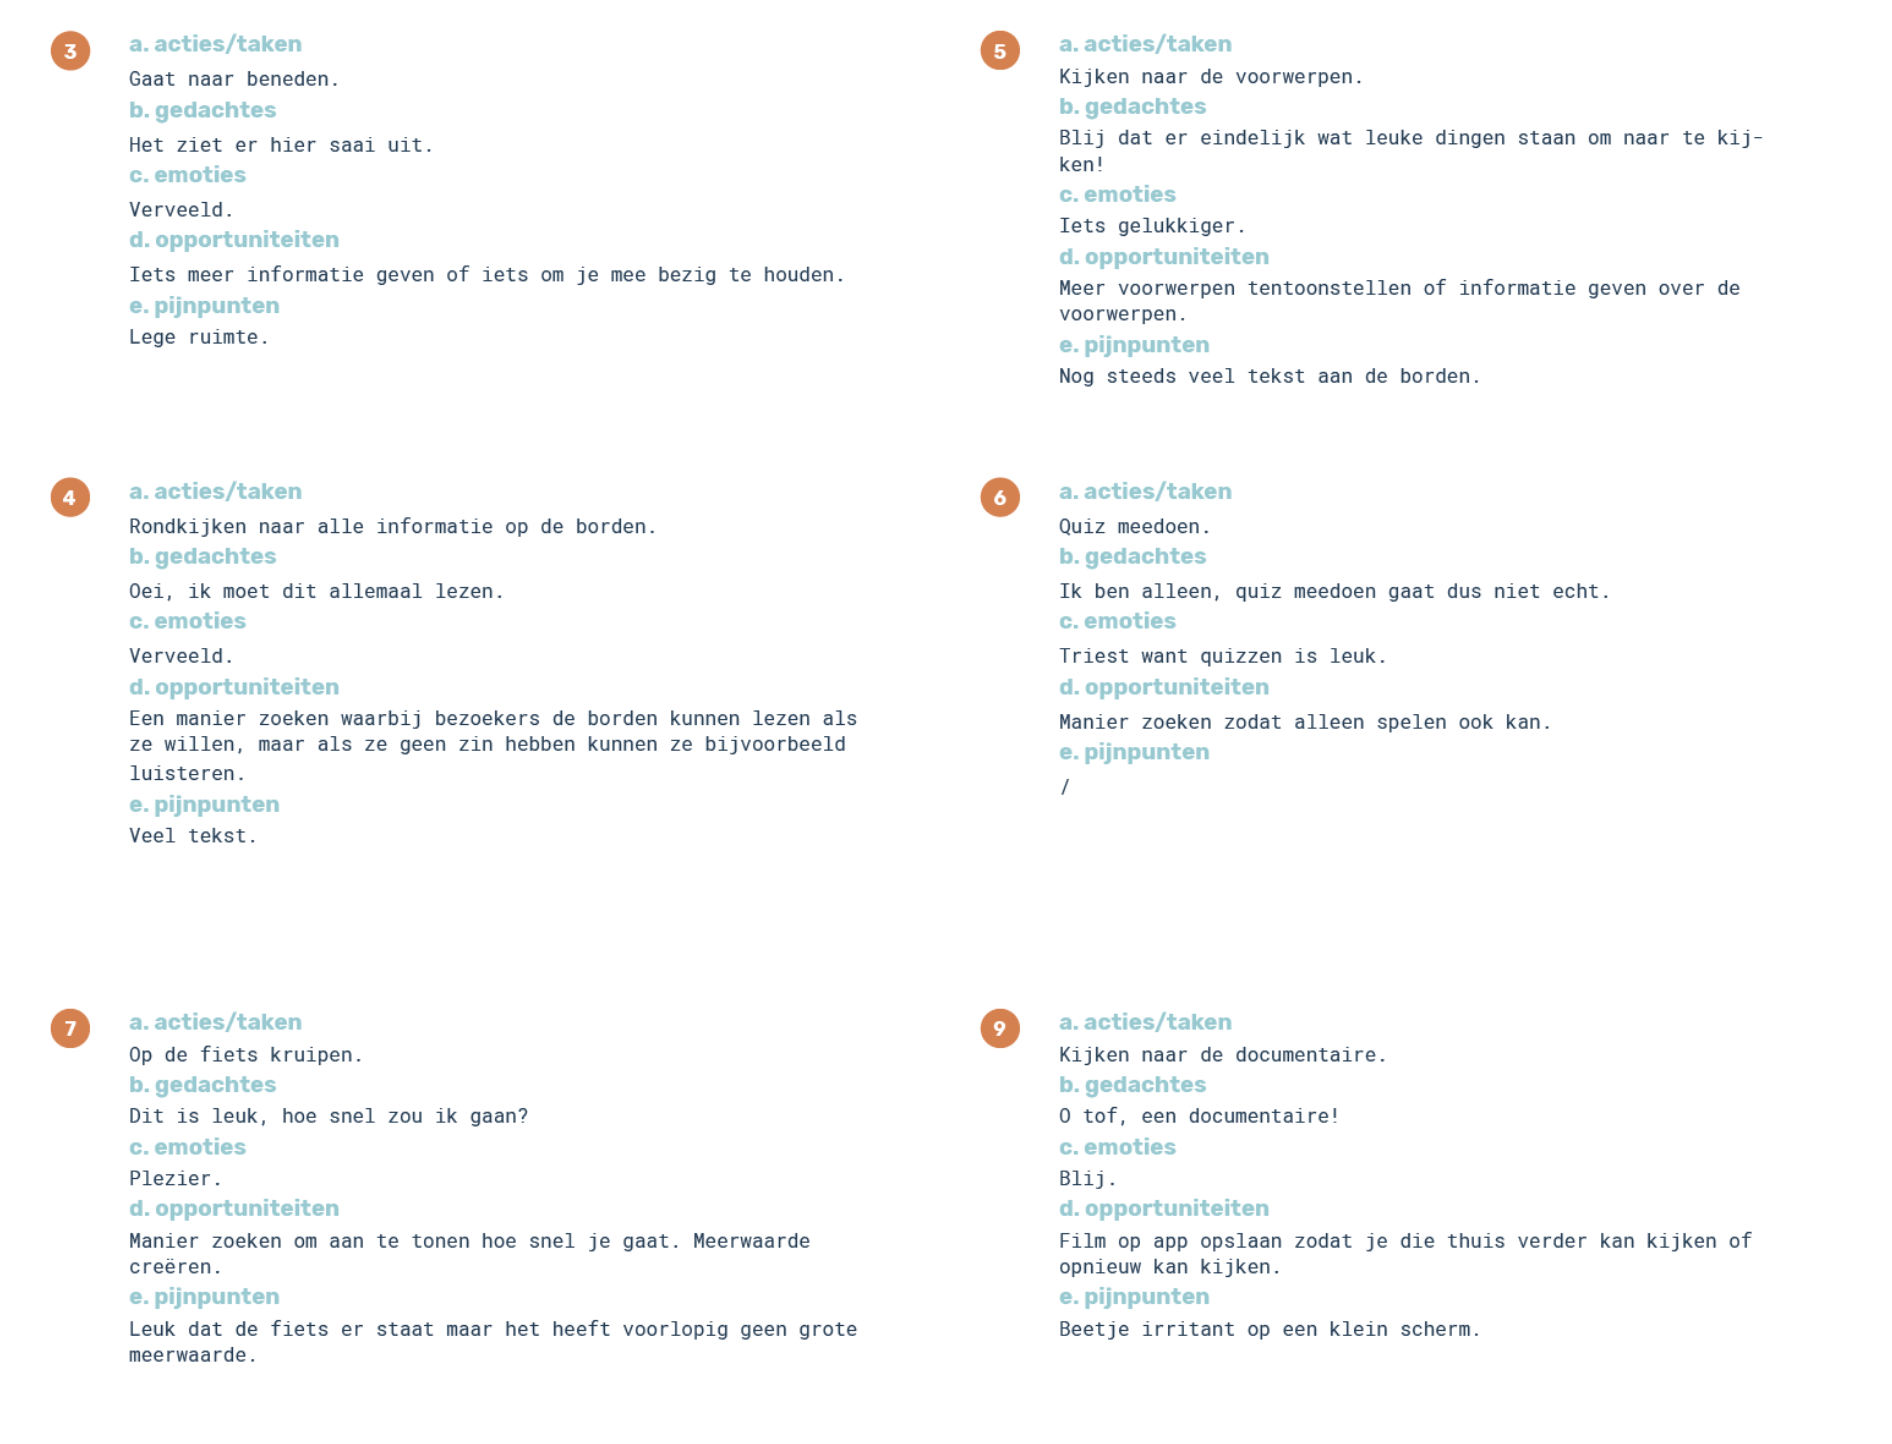 3
a. acties/taken
Gaat naar beneden.
b. gedachtes
Het ziet er hier saai uit.
c. emoties
Verveeld.
d. opportuniteiten
Iets meer informatie geven of iets om je mee bezig te houden.
e. pijnpunten
Lege ruimte.
4
a. acties/taken
Rondkijken naar alle informatie op de borden.
b. gedachtes
Oei, ik moet dit allemaal lezen.
c. emoties
Verveeld.
d. opportuniteiten
Een manier zoeken waarbij bezoekers de borden kunnen lezen als
ze willen, maar als ze geen zin hebben kunnen ze bijvoorbeeld
luisteren.
e. pijnpunten
Veel tekst.
5
a. acties/taken
Kijken naar de voorwerpen.
b. gedachtes
Blij dat er eindelijk wat leuke dingen staan om naar te kij-
ken!
c. emoties
Iets gelukkiger.
d. opportuniteiten
Meer voorwerpen tentoonstellen of informatie geven over de
voorwerpen.
e. pijnpunten
Nog steeds veel tekst aan de borden.
6
a. acties/taken
Quiz meedoen.
b. gedachtes
Ik ben alleen, quiz meedoen gaat dus niet echt.
c. emoties
Triest want quizzen is leuk.
d. opportuniteiten
Manier zoeken zodat alleen spelen ook kan.
e. pijnpunten
/
7
a. acties/taken
Op de fiets kruipen.
b. gedachtes
Dit is leuk, hoe snel zou ik gaan?
c. emoties
Plezier.
d. opportuniteiten
Manier zoeken om aan te tonen hoe snel je gaat. Meerwaarde
creëren.
e. pijnpunten
Leuk dat de fiets er staat maar het heeft voorlopig geen grote
meerwaarde.
9
a. acties/taken
Kijken naar de documentaire.
b. gedachtes
O tof, een documentaire!
c. emoties
Blij.
d. opportuniteiten
Film op app opslaan zodat je die thuis verder kan kijken of
opnieuw kan kijken.
e. pijnpunten
Beetje irritant op een klein scherm.